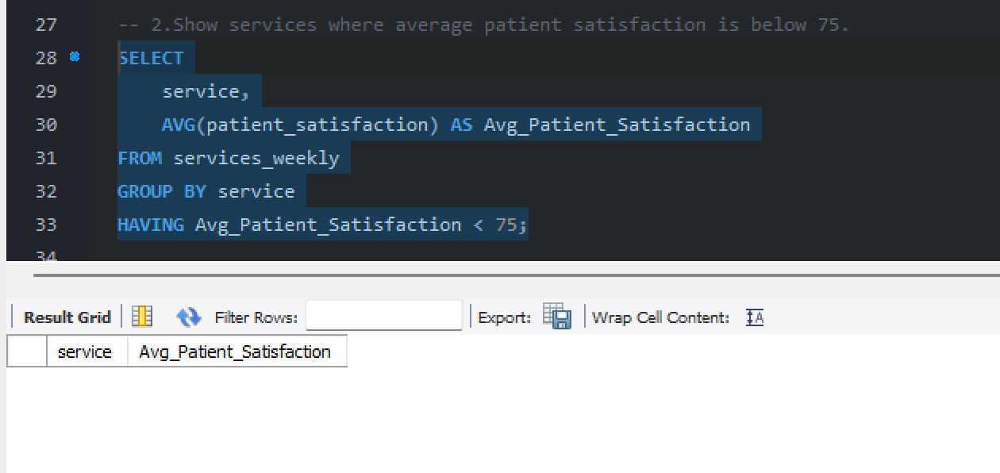 27 -- 2.Show services where average patient satisfaction is below 75.
28 SELECT
29 service,
30 AVG(patient_satisfaction) AS Avg_Patient_Satisfaction
31 FROM services_weekly
32 GROUP BY service
33 HAVING Avg_Patient_Satisfaction < 75;
34
Result Grid Filter Rows: Export: Wrap Cell Content:
service Avg_Patient_Satisfaction